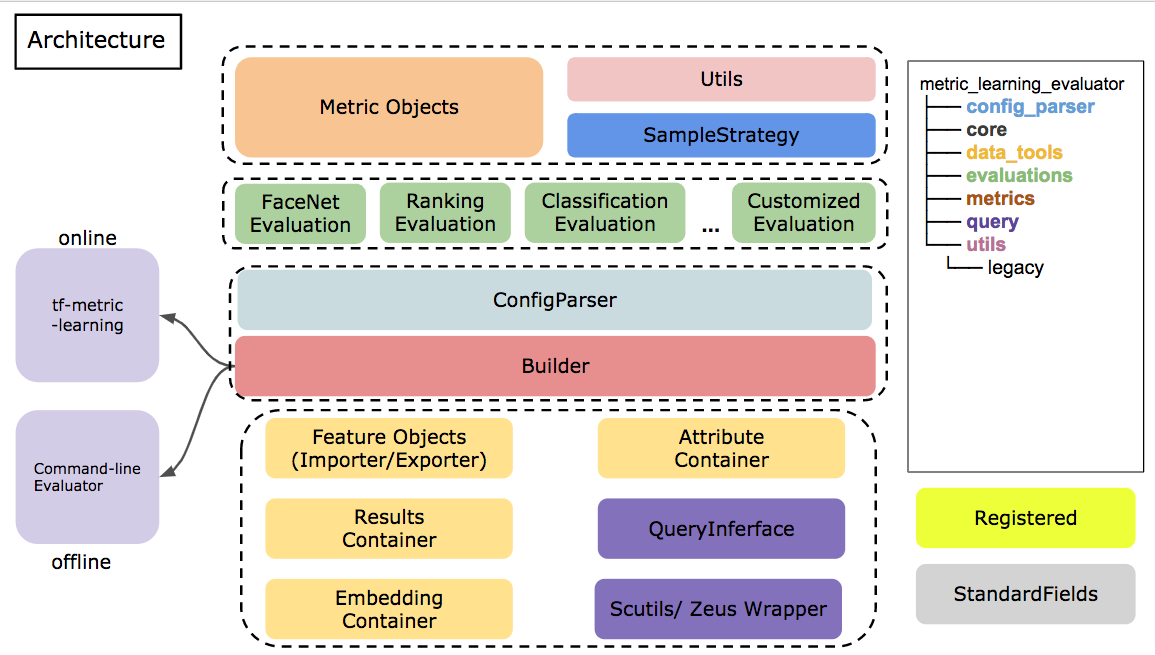 Architecture
Metric Objects
Utils
SampleStrategy
FaceNet
Evaluation
Ranking
Evaluation
Classification
Evaluation
...
Customized
Evaluation
ConfigParser
Builder
online
tf-metric
-learning
Command-line
Evaluator
offline
Feature Objects
(Importer/Exporter)
Attribute
Container
Results
Container
QueryInferface
Embedding
Container
Scutils/ Zeus Wrapper
metric_learning_evaluator
config_parser
core
data_tools
evaluations
metrics
query
utils
legacy
Registered
StandardFields